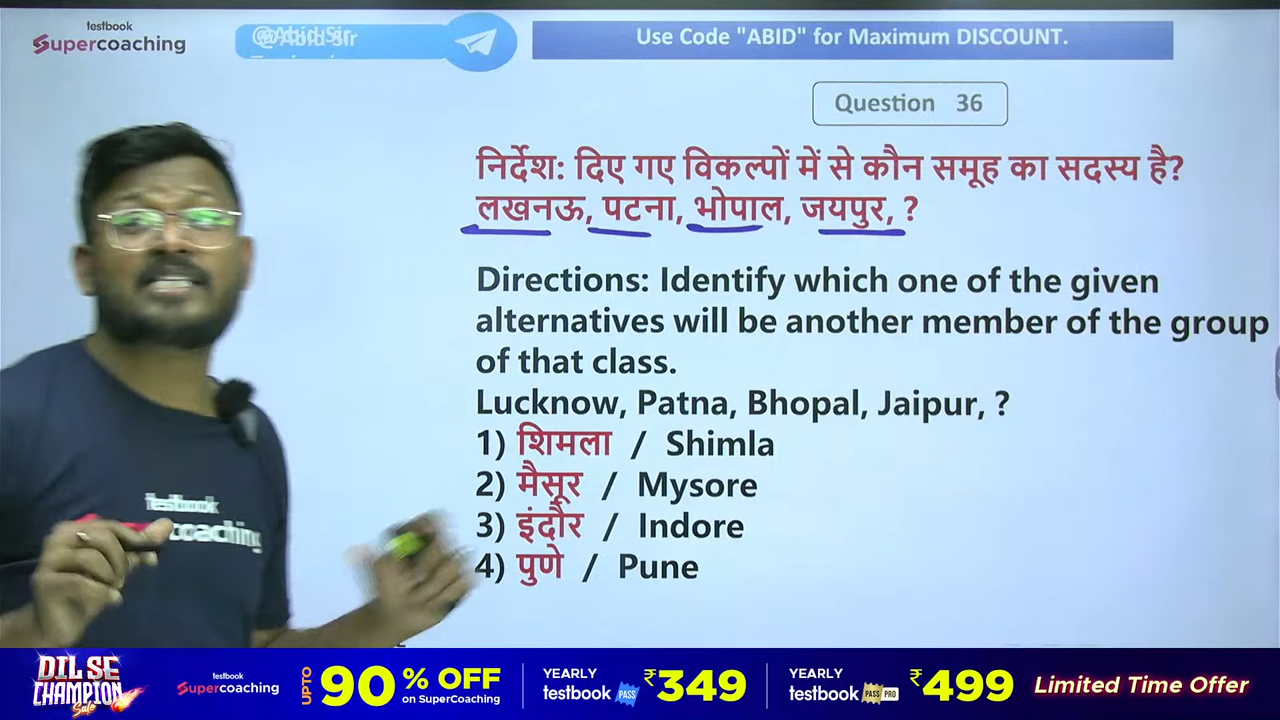 testbook
Supercoaching
@Abid Sir
Use Code "ABID" for Maximum DISCOUNT.
Question 36
निर्देश: दिए गए विकल्पों में से कौन समूह का सदस्य है?
लखनऊ, पटना, भोपाल, जयपुर, ?
Directions: Identify which one of the given
alternatives will be another member of the group
of that class.
Lucknow, Patna, Bhopal, Jaipur, ?
1) शिमला / Shimla
2) मैसूर / Mysore
3) इंदौर / Indore
4) पुणे / Pune
testbook
coaching
DIL SE
CHAMPION
Sale
testbook
Supercoaching
UPTO 90% OFF
on SuperCoaching
YEARLY
testbook PASS
₹349
YEARLY
testbook PASS PRO
₹499
Limited Time Offer